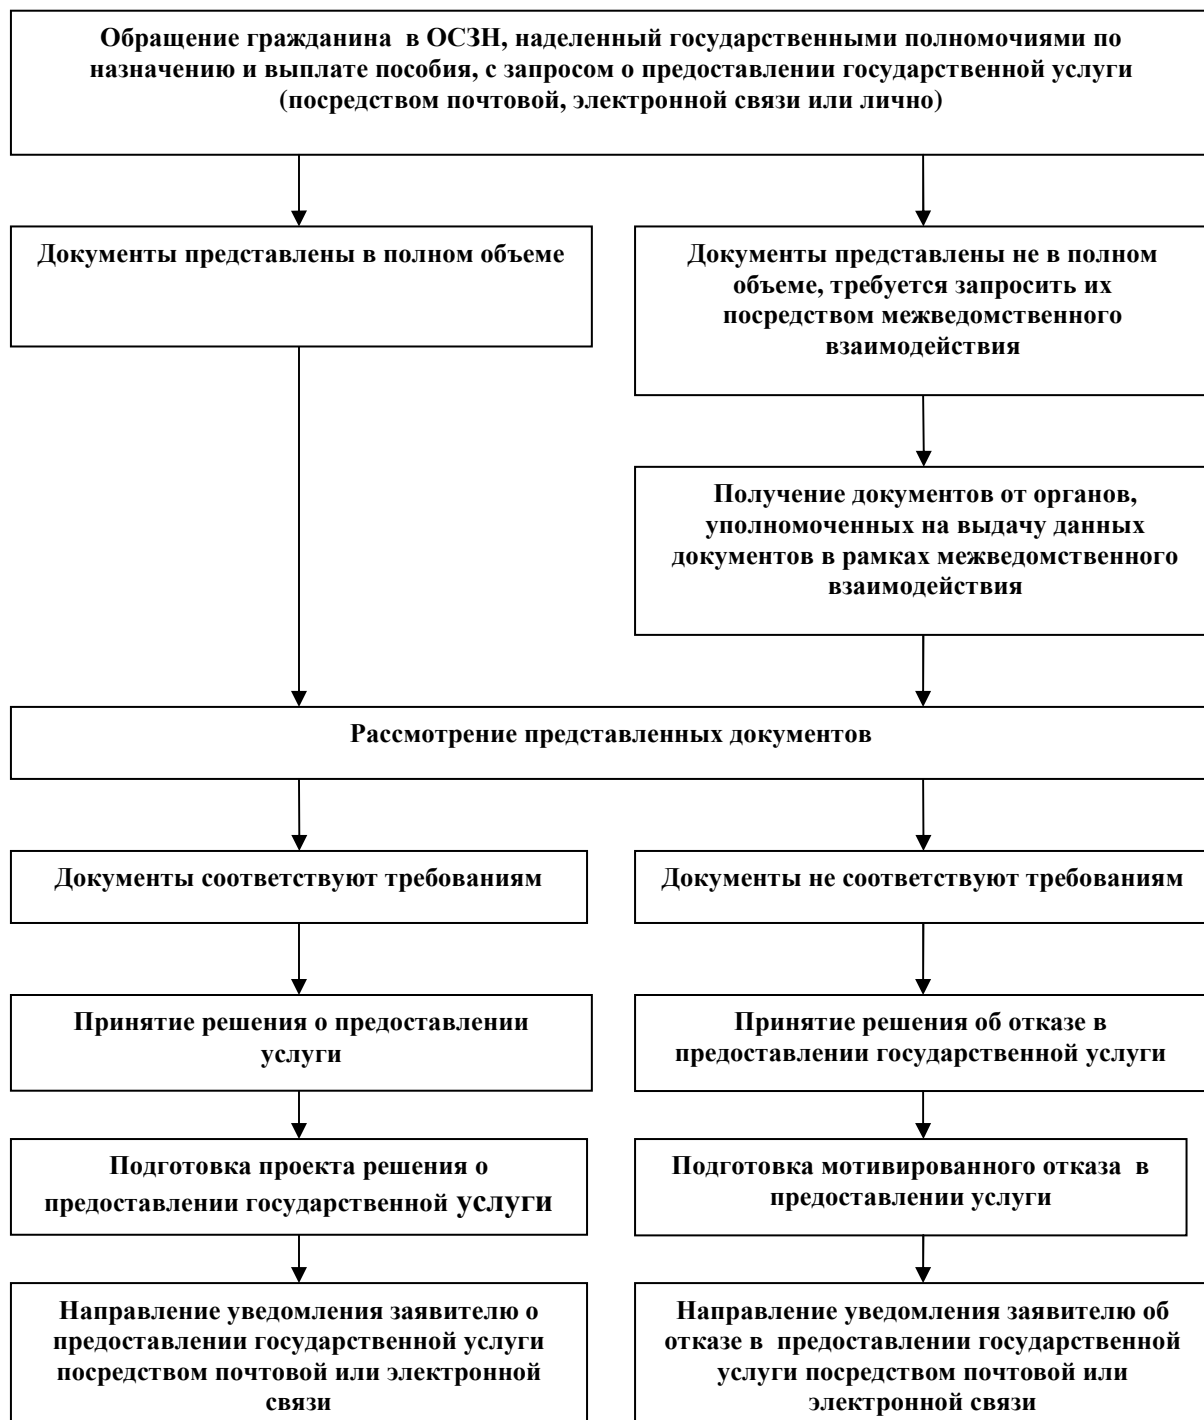 Обращение гражданина  в ОСЗН, наделенный государственными полномочиями по
назначению и выплате пособия, с запросом о предоставлении государственной услуги
(посредством почтовой, электронной связи или лично)
Документы представлены в полном объеме
Документы представлены не в полном
объеме, требуется запросить их
посредством межведомственного
взаимодействия
Получение документов от органов,
уполномоченных на выдачу данных
документов в рамках межведомственного
взаимодействия
Рассмотрение представленных документов
Документы соответствуют требованиям
Документы не соответствуют требованиям
Принятие решения о предоставлении
услуги
Принятие решения об отказе в
предоставлении государственной услуги
Подготовка проекта решения о
предоставлении государственной услуги
Подготовка мотивированного отказа  в
предоставлении услуги
Направление уведомления заявителю о
предоставлении государственной услуги
посредством почтовой или электронной
связи
Направление уведомления заявителю об
отказе в  предоставлении государственной
услуги посредством почтовой или
электронной связи